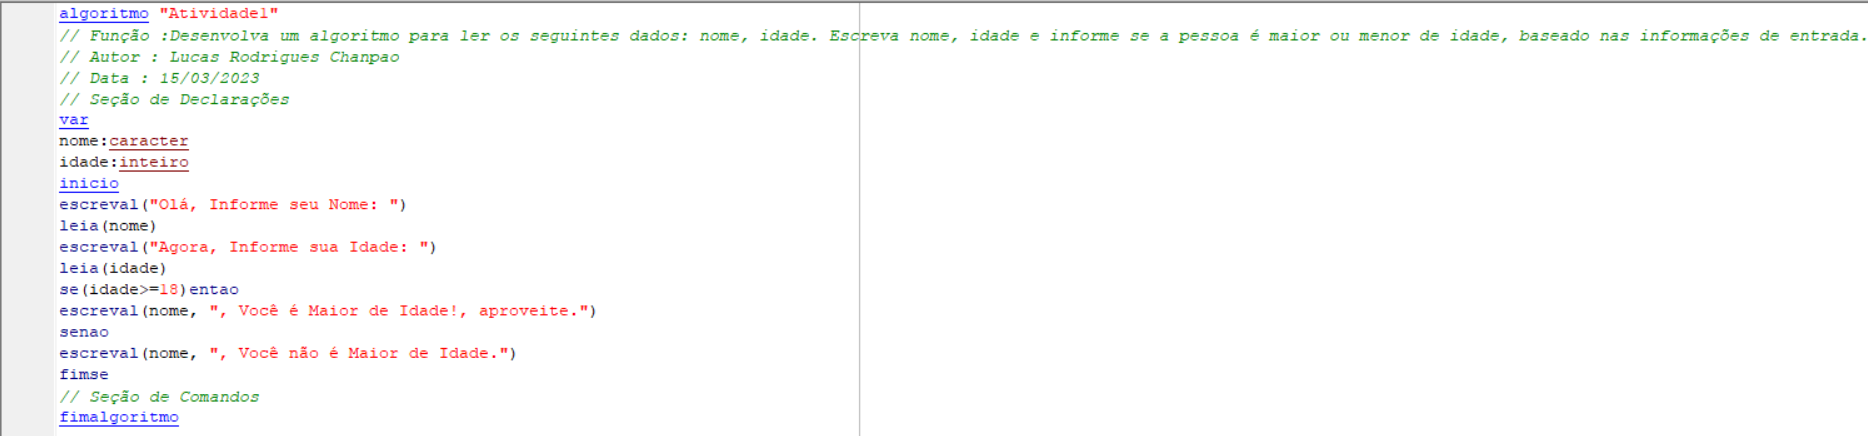 algoritmo "Atividade1"
// Função :Desenvolva um algoritmo para ler os seguintes dados: nome, idade. Escreva nome, idade e informe se a pessoa é maior ou menor de idade, baseado nas informações de entrada.
// Autor : Lucas Rodrigues Chanpao
// Data : 15/03/2023
// Seção de Declarações
var
nome:caracter
idade:inteiro
inicio
escreval("Olá, Informe seu Nome: ")
leia(nome)
escreval("Agora, Informe sua Idade: ")
leia(idade)
se(idade>=18)entao
escreval(nome, ", Você é Maior de Idade!, aproveite.")
senao
escreval(nome, ", Você não é Maior de Idade.")
fimse
// Seção de Comandos
fimalgoritmo